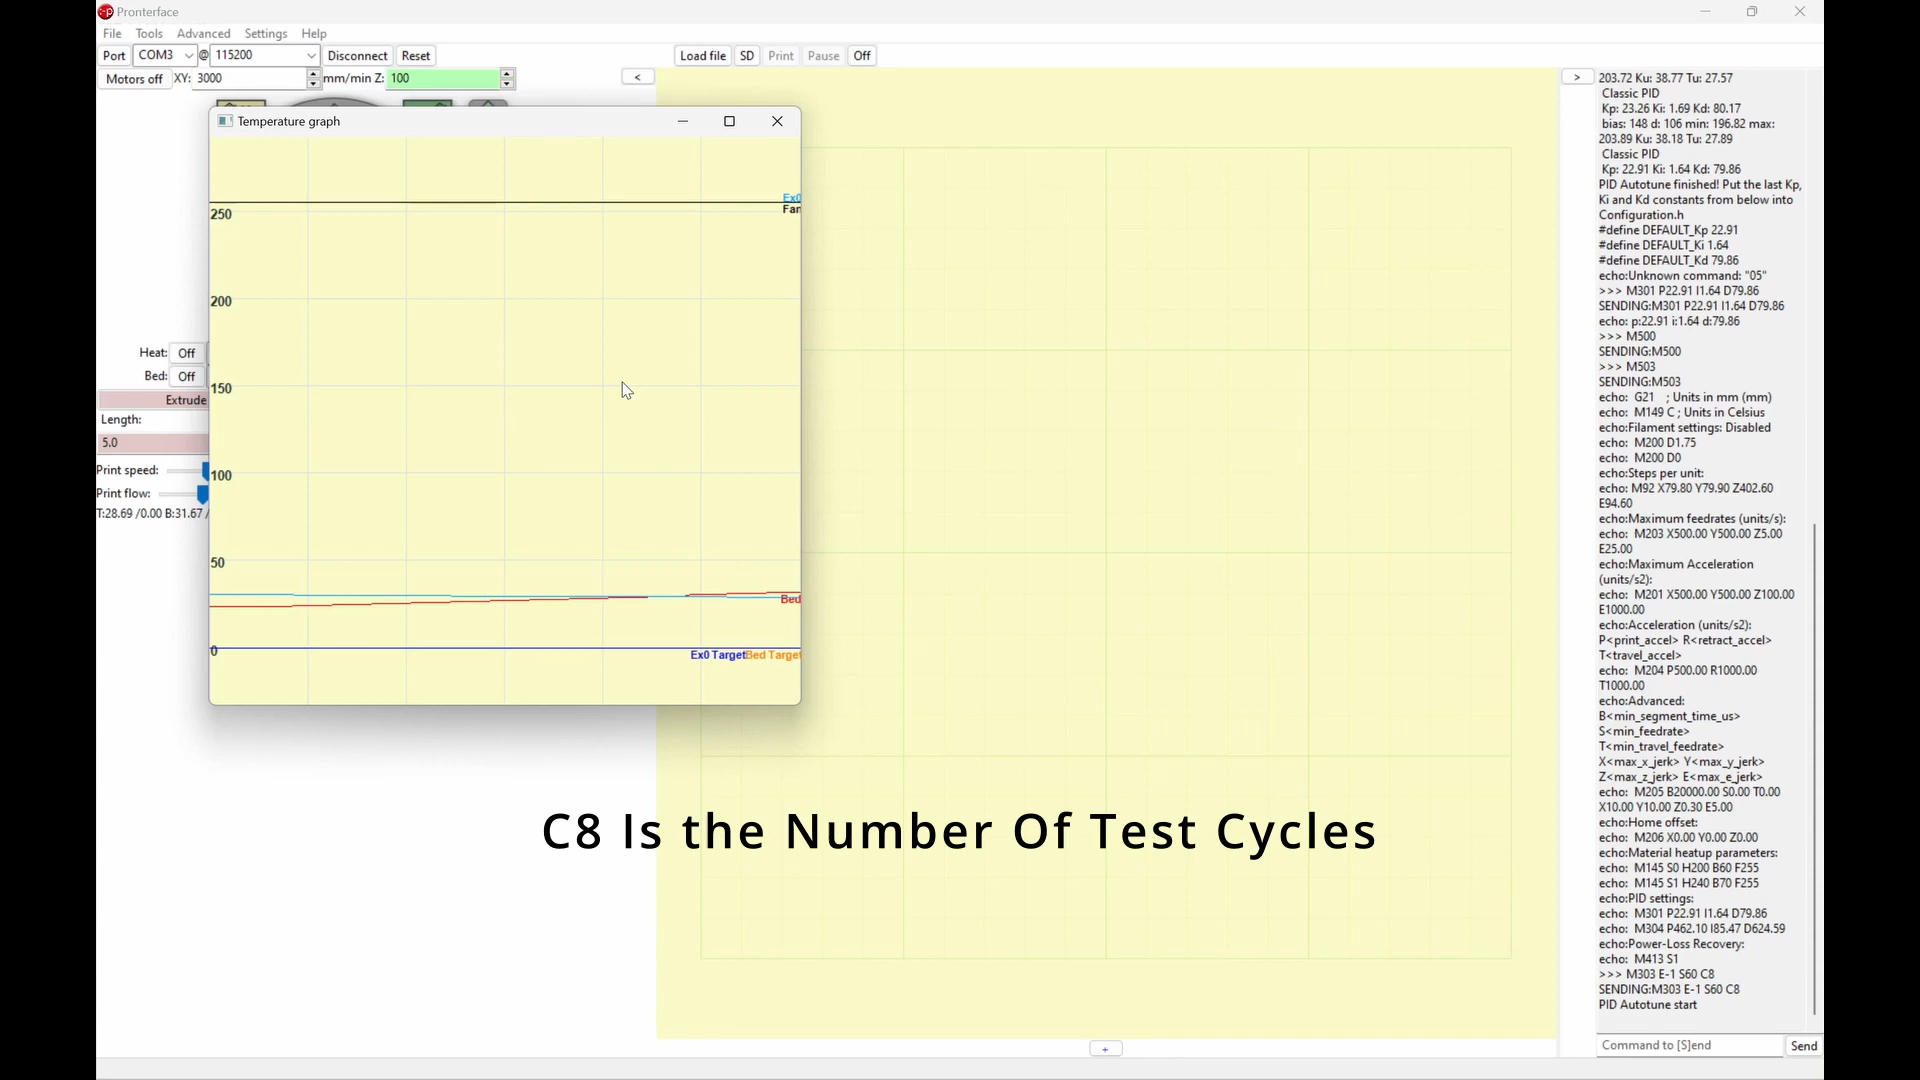 Pronterface
File Tools Advanced Settings Help
Port COM3 @ 115200 Disconnect Reset Load file SD Print Pause Off
Motors off XY: 3000 mm/min Z: 100 < >
Temperature graph
Ex0
Fan
250
200
150
100
50
0
Bed
Ex0 Target Bed Target
Heat: Off
Bed: Off
Extrude
Length:
5.0
Print speed:
Print flow:
T:28.69 /0.00 B:31.67 /
C8 Is the Number Of Test Cycles
+
203.72 Ku: 38.77 Tu: 27.57
Classic PID
Kp: 23.26 Ki: 1.69 Kd: 80.17
bias: 148 d: 106 min: 196.82 max:
203.89 Ku: 38.18 Tu: 27.89
Classic PID
Kp: 22.91 Ki: 1.64 Kd: 79.86
PID Autotune finished! Put the last Kp,
Ki and Kd constants from below into
Configuration.h
#define DEFAULT_Kp 22.91
#define DEFAULT_Ki 1.64
#define DEFAULT_Kd 79.86
echo:Unknown command: "05"
>>> M301 P22.91 I1.64 D79.86
SENDING:M301 P22.91 I1.64 D79.86
echo: p:22.91 i:1.64 d:79.86
>>> M500
SENDING:M500
>>> M503
SENDING:M503
echo: G21 ; Units in mm (mm)
echo: M149 C ; Units in Celsius
echo:Filament settings: Disabled
echo: M200 D1.75
echo: M200 D0
echo:Steps per unit:
echo: M92 X79.80 Y79.90 Z402.60
E94.60
echo:Maximum feedrates (units/s):
echo: M203 X500.00 Y500.00 Z5.00
E25.00
echo:Maximum Acceleration
(units/s2):
echo: M201 X500.00 Y500.00 Z100.00
E1000.00
echo:Acceleration (units/s2):
P<print_accel> R<retract_accel>
T<travel_accel>
echo: M204 P500.00 R1000.00
T1000.00
echo:Advanced:
B<min_segment_time_us>
S<min_feedrate>
T<min_travel_feedrate>
X<max_x_jerk> Y<max_y_jerk>
Z<max_z_jerk> E<max_e_jerk>
echo: M205 B20000.00 S0.00 T0.00
X10.00 Y10.00 Z0.30 E5.00
echo:Home offset:
echo: M206 X0.00 Y0.00 Z0.00
echo:Material heatup parameters:
echo: M145 S0 H200 B60 F255
echo: M145 S1 H240 B70 F255
echo:PID settings:
echo: M301 P22.91 I1.64 D79.86
echo: M304 P462.10 I85.47 D624.59
echo:Power-Loss Recovery:
echo: M413 S1
>>> M303 E-1 S60 C8
SENDING:M303 E-1 S60 C8
PID Autotune start
Command to [S]end Send